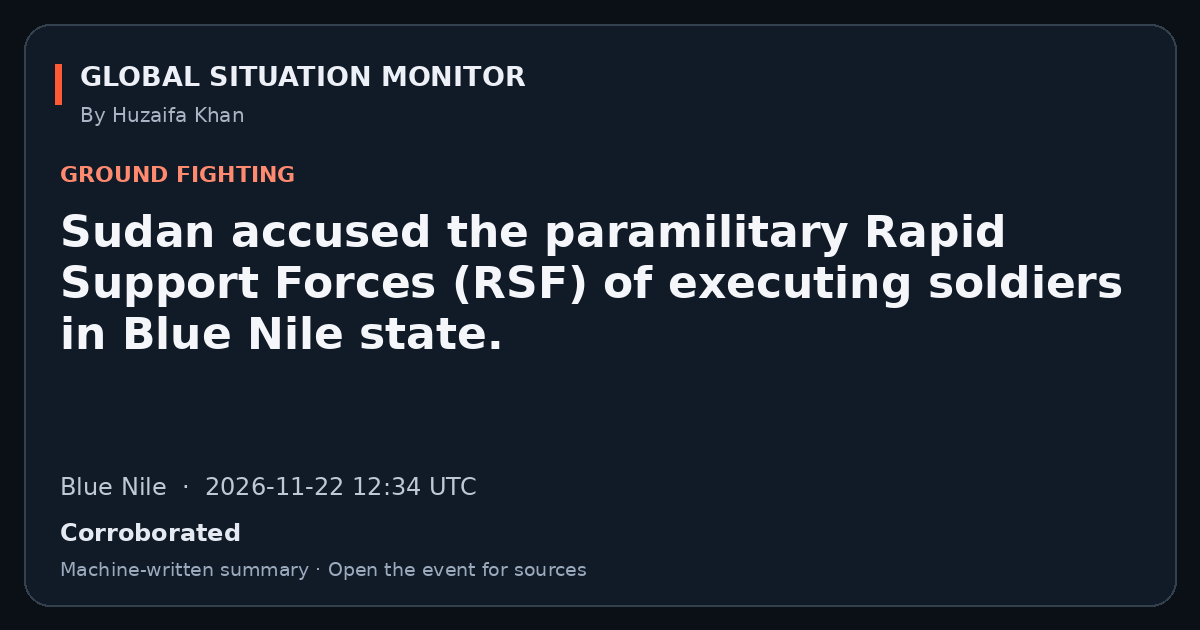 GLOBAL SITUATION MONITOR
By Huzaifa Khan
GROUND FIGHTING
Sudan accused the paramilitary Rapid
Support Forces (RSF) of executing soldiers
in Blue Nile state.
Blue Nile · 2026-11-22 12:34 UTC
Corroborated
Machine-written summary · Open the event for sources